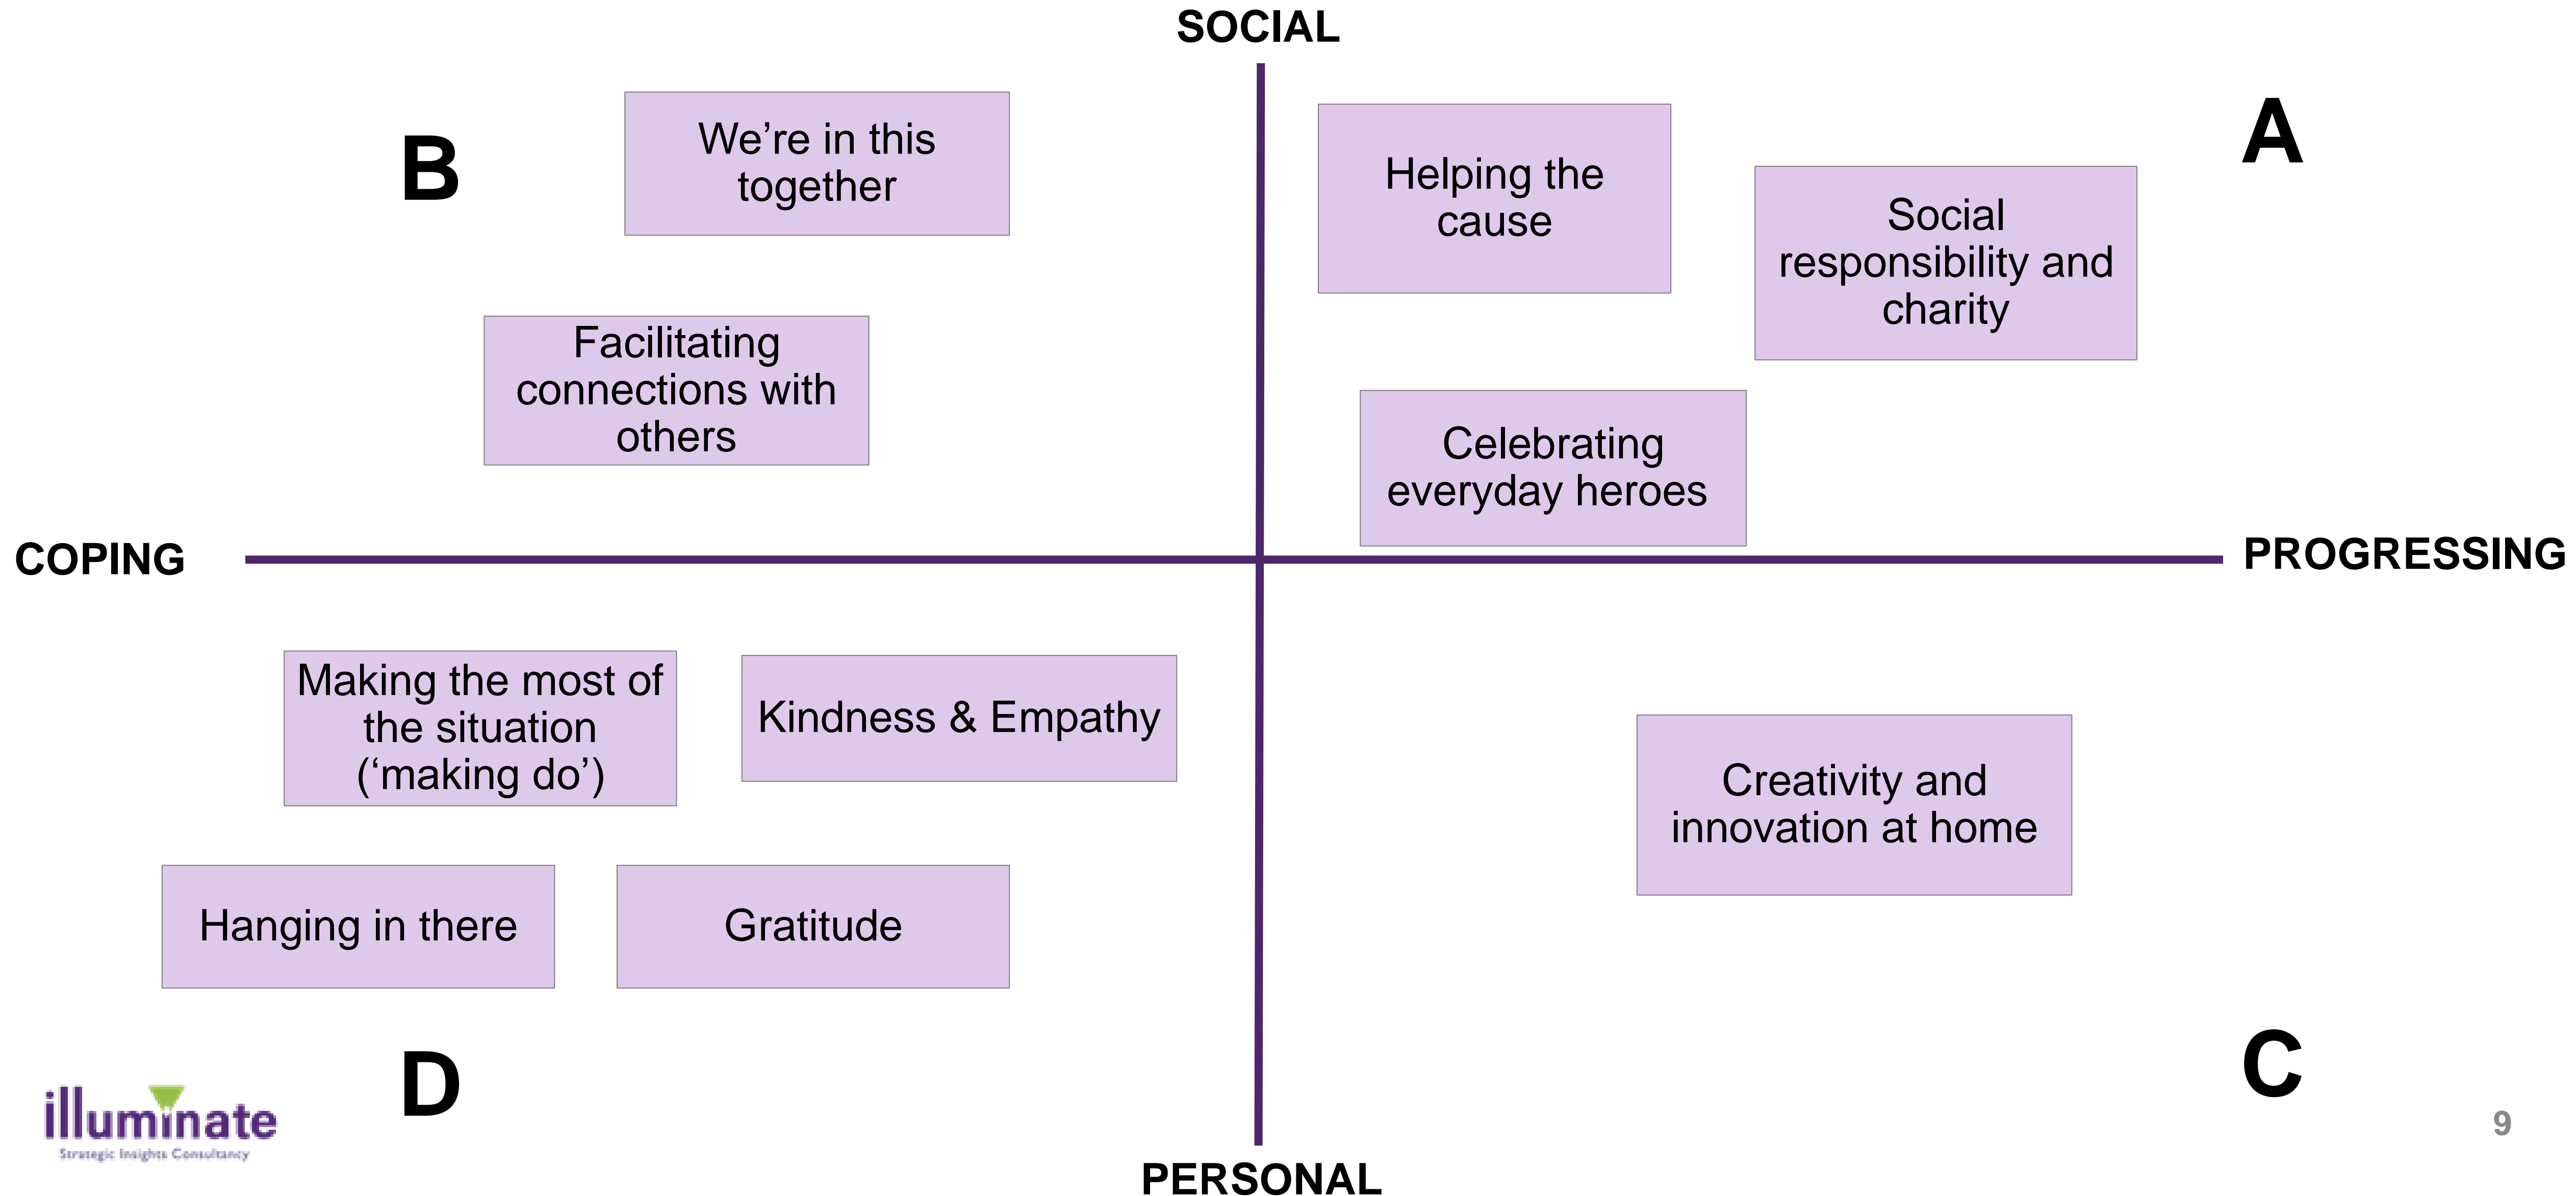 SOCIAL
B
We’re in this
together
Helping the
cause
A
Social
responsibility and
charity
Facilitating
connections with
others
Celebrating
everyday heroes
COPING
PROGRESSING
Making the most of
the situation
(‘making do’)
Kindness & Empathy
Creativity and
innovation at home
Hanging in there
Gratitude
D
C
illuminate
Strategic Insights Consultancy
9
PERSONAL